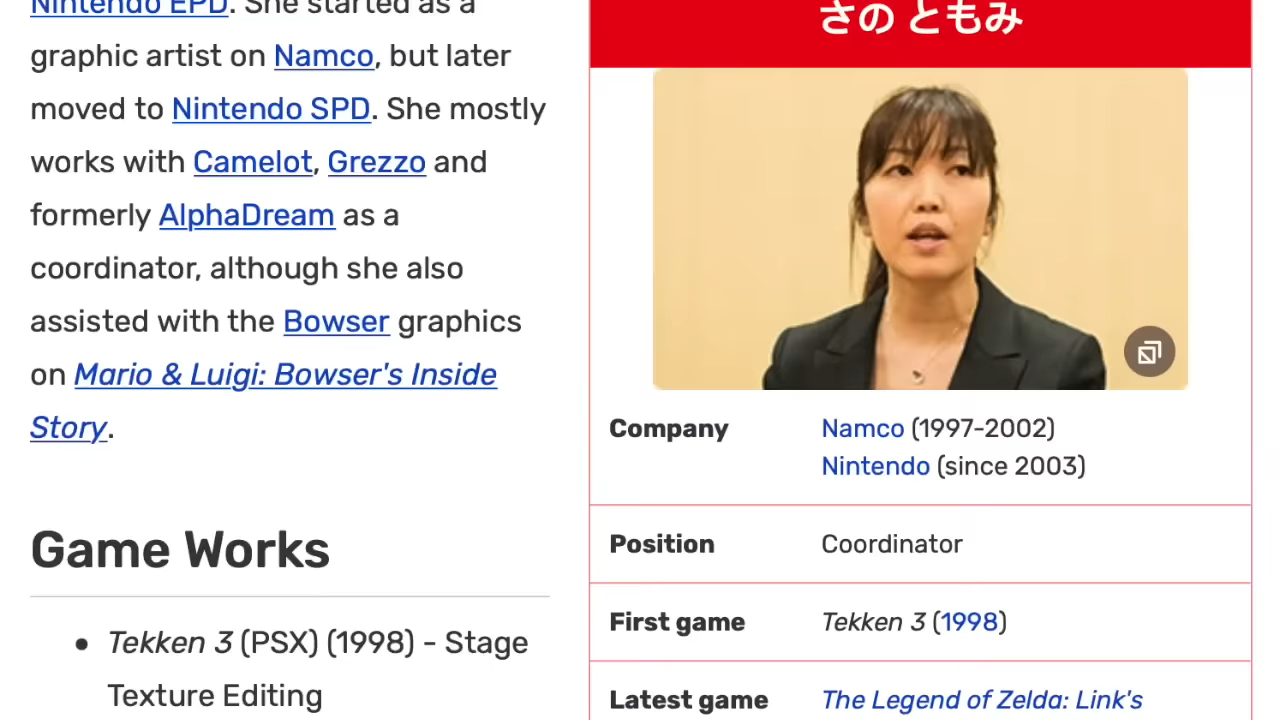 Nintendo EPD. She started as a
graphic artist on Namco, but later
moved to Nintendo SPD. She mostly
works with Camelot, Grezzo and
formerly AlphaDream as a
coordinator, although she also
assisted with the Bowser graphics
on Mario & Luigi: Bowser's Inside
Story.
Game Works
• Tekken 3 (PSX) (1998) - Stage
Texture Editing
さの ともみ
Company Namco (1997-2002)
Nintendo (since 2003)
Position Coordinator
First game Tekken 3 (1998)
Latest game The Legend of Zelda: Link's